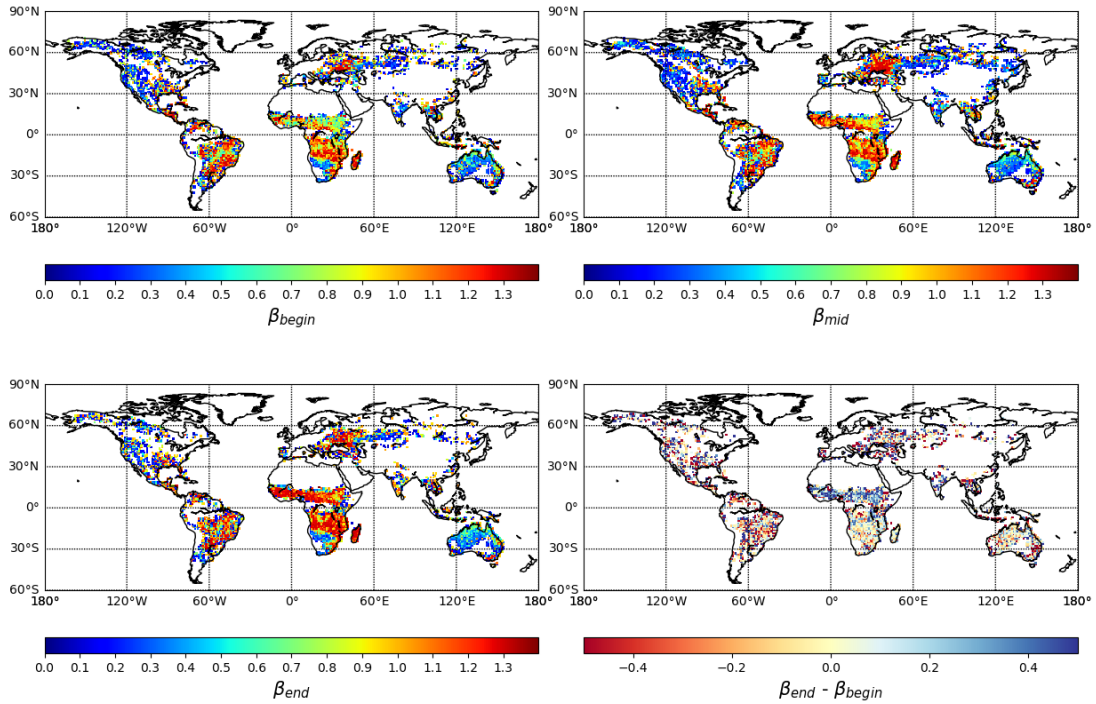 90°N 90°N
60°N 60°N
30°N 30°N
0° 0°
30°S 30°S
60°S 60°S
180° 120°W 60°W 0° 60°E 120°E 180° 180° 120°W 60°W 0° 60°E 120°E 180°
0.0 0.1 0.2 0.3 0.4 0.5 0.6 0.7 0.8 0.9 1.0 1.1 1.2 1.3 0.0 0.1 0.2 0.3 0.4 0.5 0.6 0.7 0.8 0.9 1.0 1.1 1.2 1.3
βbegin βmid
90°N 90°N
60°N 60°N
30°N 30°N
0° 0°
30°S 30°S
60°S 60°S
180° 120°W 60°W 0° 60°E 120°E 180° 180° 120°W 60°W 0° 60°E 120°E 180°
0.0 0.1 0.2 0.3 0.4 0.5 0.6 0.7 0.8 0.9 1.0 1.1 1.2 1.3 −0.4 −0.2 0.0 0.2 0.4
βend βend - βbegin